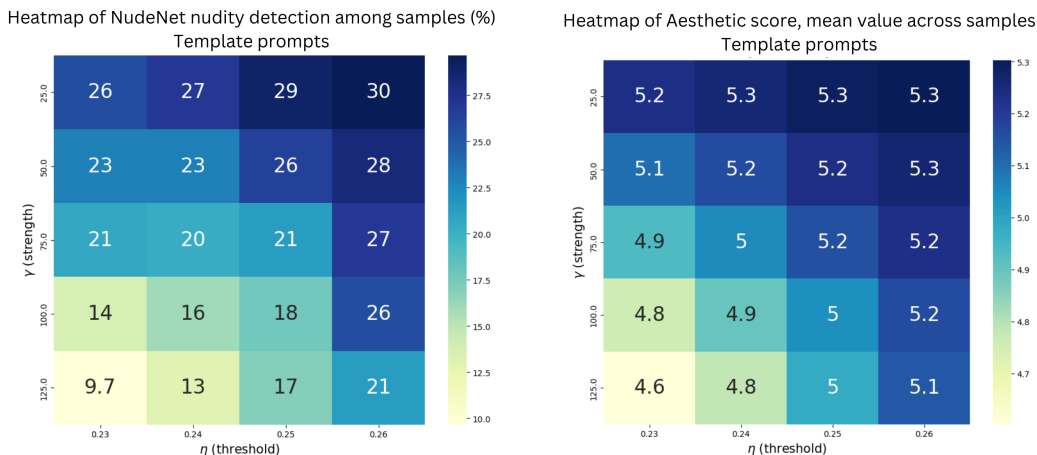 Heatmap of NudeNet nudity detection among samples (%)
Template prompts
26 27 29 30
23 23 26 28
21 20 21 27
14 16 18 26
9.7 13 17 21
25.0
50.0
75.0
100.0
125.0
γ (strength)
0.23 0.24 0.25 0.26
η (threshold)
27.5
25.0
22.5
20.0
17.5
15.0
12.5
10.0
Heatmap of Aesthetic score, mean value across samples
Template prompts
5.2 5.3 5.3 5.3
5.1 5.2 5.2 5.3
4.9 5 5.2 5.2
4.8 4.9 5 5.2
4.6 4.8 5 5.1
25.0
50.0
75.0
100.0
125.0
γ (strength)
0.23 0.24 0.25 0.26
η (threshold)
5.3
5.2
5.1
5.0
4.9
4.8
4.7